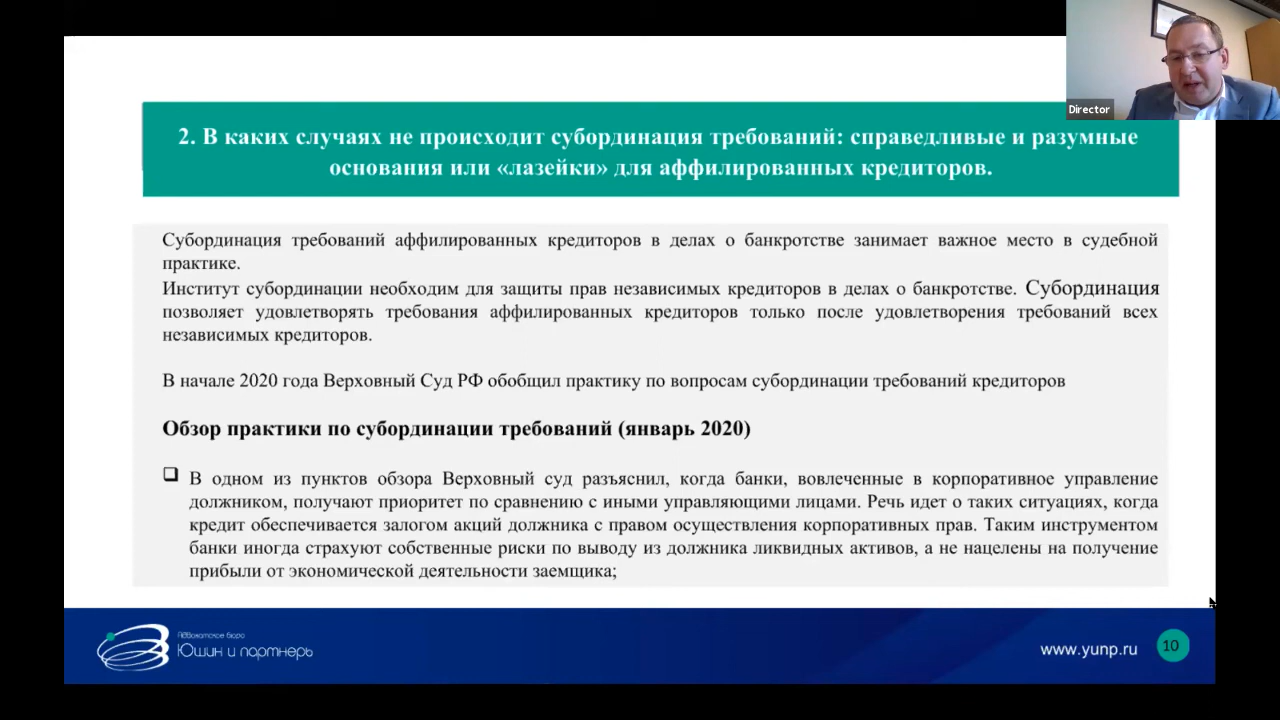 Director
2. В каких случаях не происходит субординация требований: справедливые и разумные
основания или «лазейки» для аффилированных кредиторов.
Субординация требований аффилированных кредиторов в делах о банкротстве занимает важное место в судебной
практике.
Институт субординации необходим для защиты прав независимых кредиторов в делах о банкротстве. Субординация
позволяет удовлетворять требования аффилированных кредиторов только после удовлетворения требований всех
независимых кредиторов.
В начале 2020 года Верховный Суд РФ обобщил практику по вопросам субординации требований кредиторов
Обзор практики по субординации требований (январь 2020)
В одном из пунктов обзора Верховный суд разъяснил, когда банки, вовлеченные в корпоративное управление
должником, получают приоритет по сравнению с иными управляющими лицами. Речь идет о таких ситуациях, когда
кредит обеспечивается залогом акций должника с правом осуществления корпоративных прав. Таким инструментом
банки иногда страхуют собственные риски по выводу из должника ликвидных активов, а не нацелены на получение
прибыли от экономической деятельности заемщика;
Адвокатское бюро
Юшин и партнеры
www.yunp.ru
10